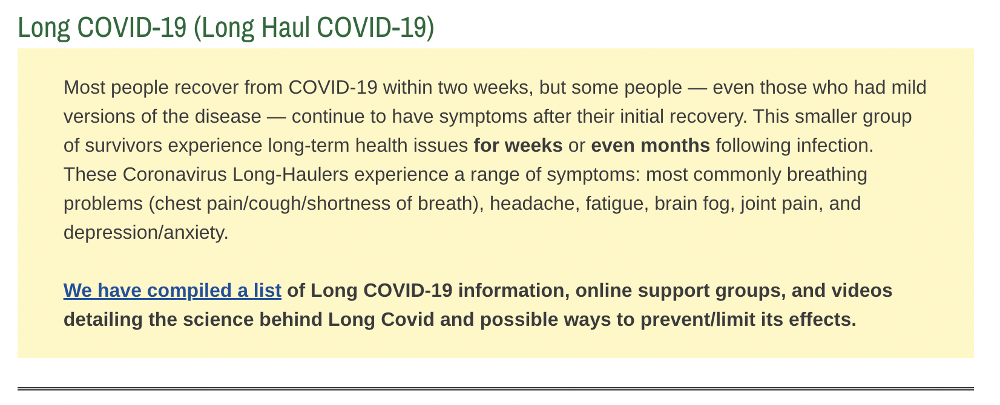 Long COVID-19 (Long Haul COVID-19)
Most people recover from COVID-19 within two weeks, but some people — even those who had mild
versions of the disease — continue to have symptoms after their initial recovery. This smaller group
of survivors experience long-term health issues for weeks or even months following infection.
These Coronavirus Long-Haulers experience a range of symptoms: most commonly breathing
problems (chest pain/cough/shortness of breath), headache, fatigue, brain fog, joint pain, and
depression/anxiety.
We have compiled a list of Long COVID-19 information, online support groups, and videos
detailing the science behind Long Covid and possible ways to prevent/limit its effects.